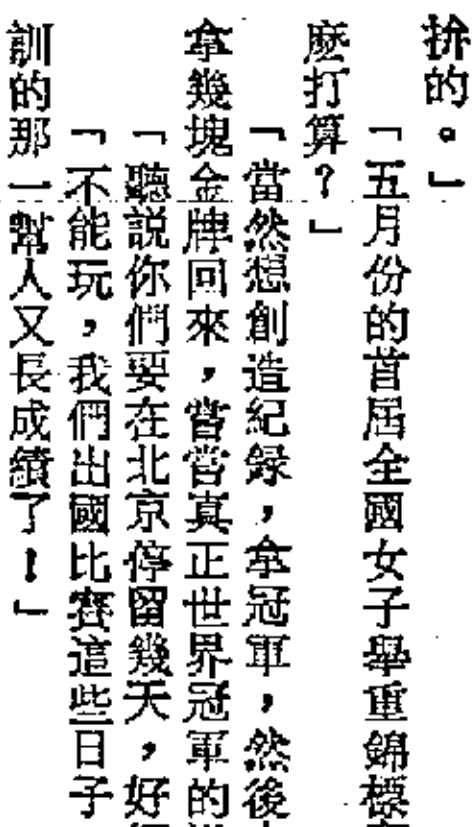 拚的。」
「五月份的首屆全國女子舉重錦標
麽打算？」
「當然想創造紀録，拿冠軍，然後
拿幾塊金牌回來，嘗嘗真正世界冠軍的
「聽説你們要在北京停留幾天，好
「不能玩，我們出國比賽這些日子
訓的那一幫人又長成績了！」